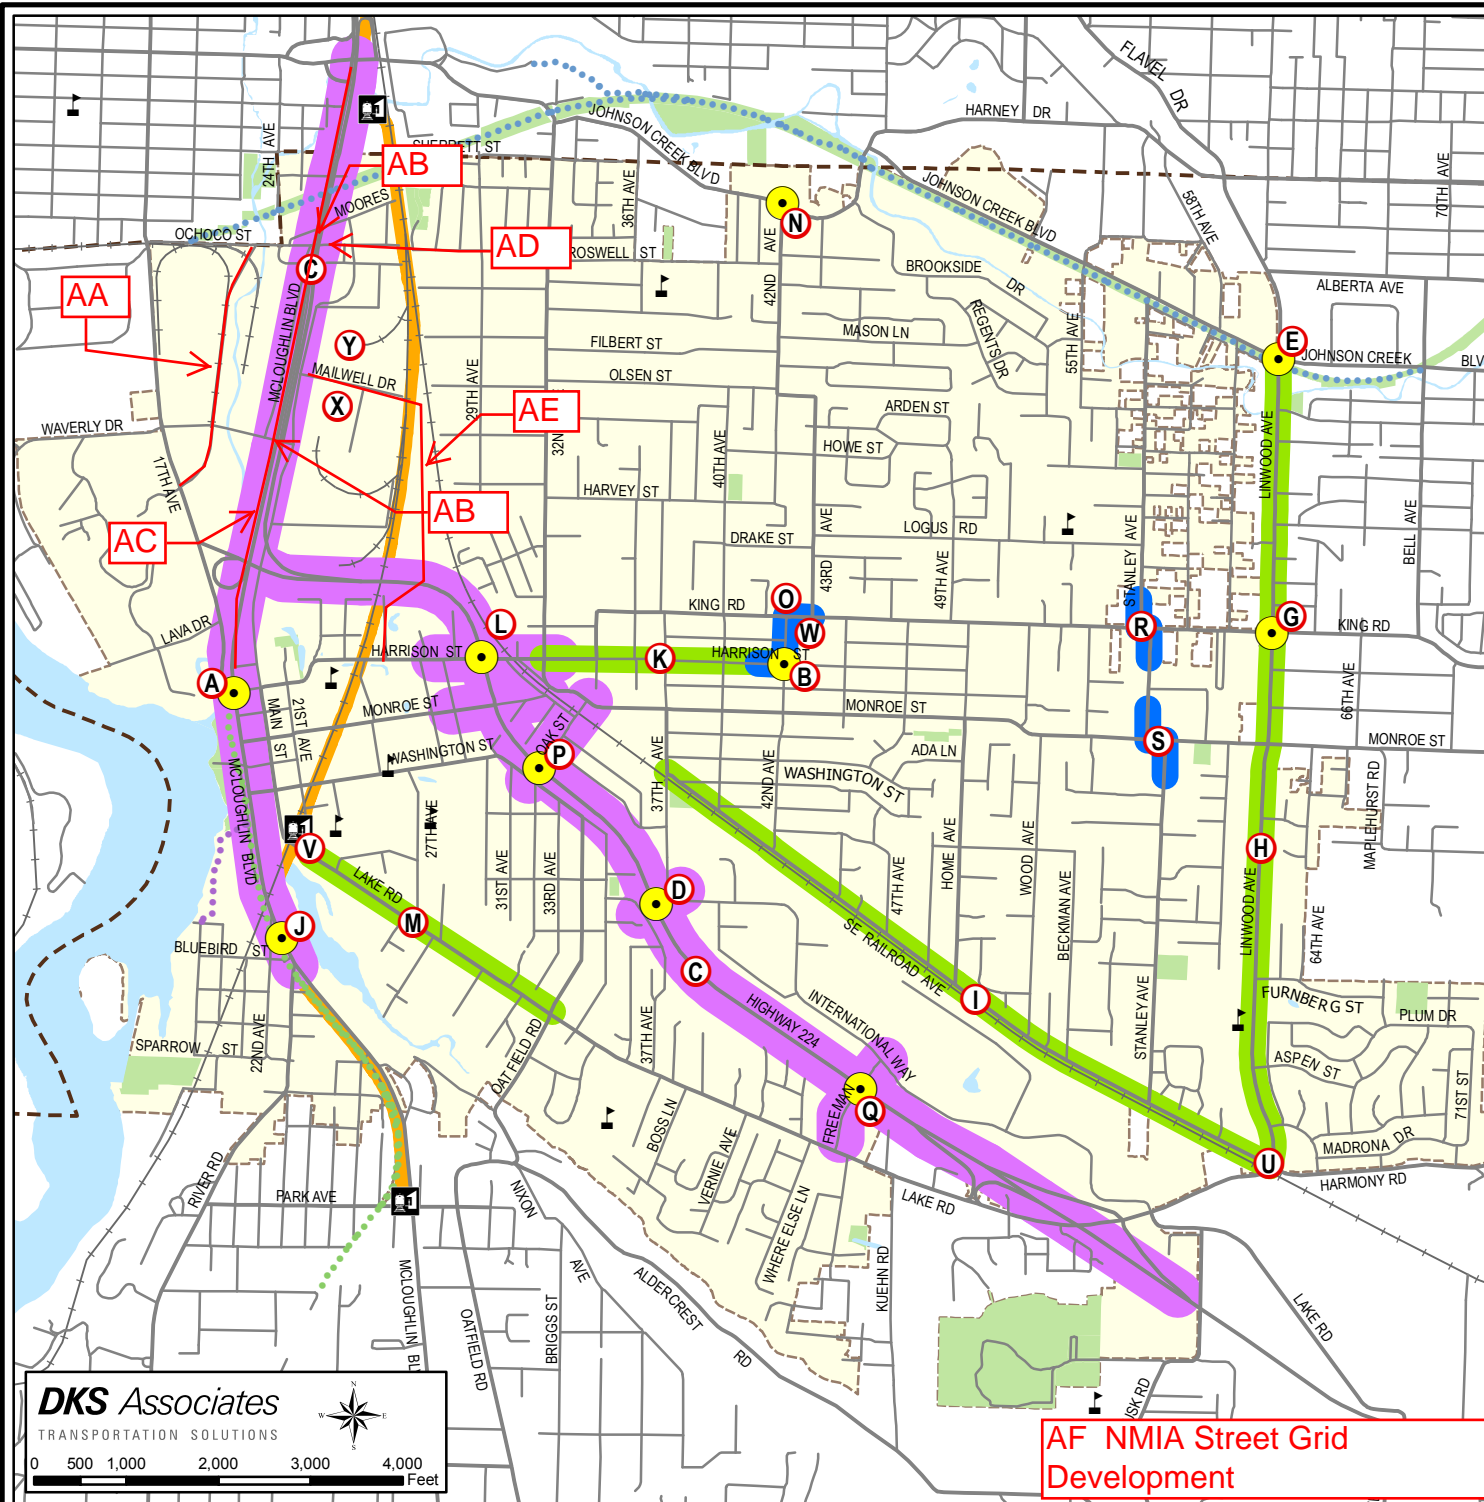 FLAVEL DR
HARNEY DR
JOHNSON CREEK BLVD
SHERRETT ST
24TH AVE
AB
MOORES
36TH AVE
N
JOHNSON CREEK BLVD
58TH AVE
70TH AVE
OCHOCO ST
AD
ROSWELL ST
42ND AVE
BROOKSIDE DR
C
AA
MCLOUGHLIN BLVD
ALBERTA AVE
Y
FILBERT ST
MASON LN
REGENTS DR
55TH AVE
E
JOHNSON CREEK BLV
MAILWELL DR
29TH AVE
OLSEN ST
X
AE
32N
ARDEN ST
WAVERLY DR
40TH AVE
HOWE ST
LINWOOD AVE
17TH AVE
HARVEY ST
AB
AC
DRAKE ST
43RD AVE
LOGUS RD
BELL AVE
49TH AVE
STANLEY AVE
O
KING RD
W
R
G
KING RD
LAVA DR
L
HARRISON ST
K
HARRISON ST
B
A
MAIN ST
21ST AVE
MONROE ST
MONROE ST
66TH AVE
S
MONROE ST
WASHINGTON ST
OAK ST
P
37TH AVE
42ND AVE
WASHINGTON ST
ADA LN
MCLOUGHLIN BLVD
27TH AVE
MAPLEHURST RD
V
LAKE RD
31ST AVE
33RD AVE
D
47TH AVE
HOME AVE
WOOD AVE
BECKMAN AVE
H
LINWOOD AVE
64TH AVE
J
M
BLUEBIRD ST
SE RAILROAD AVE
C
HIGHWAY 224
INTERNATIONAL WAY
I
FURNBERG ST
PLUM DR
SPARROW ST
22ND AVE
OATFIELD RD
37TH AVE
STANLEY AVE
ASPEN ST
71ST ST
FREEMAN
Q
BOSS LN
VERNIE AVE
MADRONA DR
U
HARMONY RD
RIVER RD
PARK AVE
NIXON AVE
WHERE ELSE LN
LAKE RD
KUEHN RD
MCLOUGHLIN BL
OATFIELD RD
BRIGGS ST
ALDERCREST RD
LAKE RD
USK RD
DKS Associates
TRANSPORTATION SOLUTIONS
N
W E
S
0 500 1,000 2,000 3,000 4,000
Feet
AF NMIA Street Grid
Development